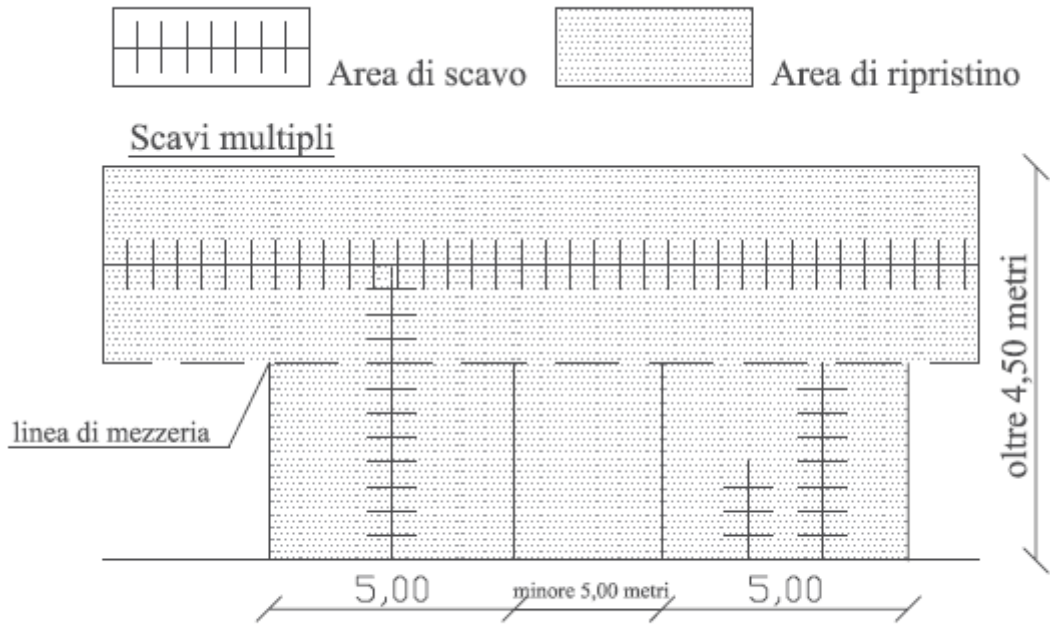 Area di scavo
Area di ripristino
Scavi multipli
linea di mezzeria
oltre 4,50 metri
5,00
minore 5,00 metri
5,00